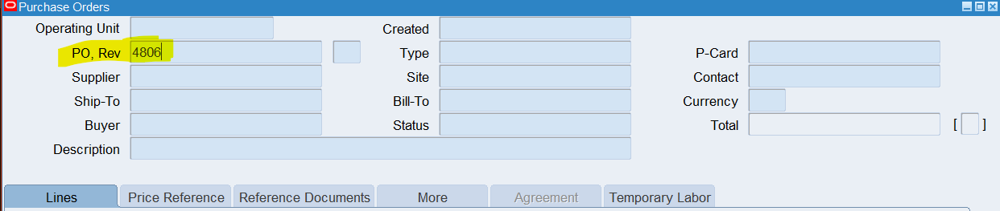 Purchase Orders
Operating Unit Created
PO, Rev 4806 Type P-Card
Supplier Site Contact
Ship-To Bill-To Currency
Buyer Status Total [ ]
Description
Lines Price Reference Reference Documents More Agreement Temporary Labor